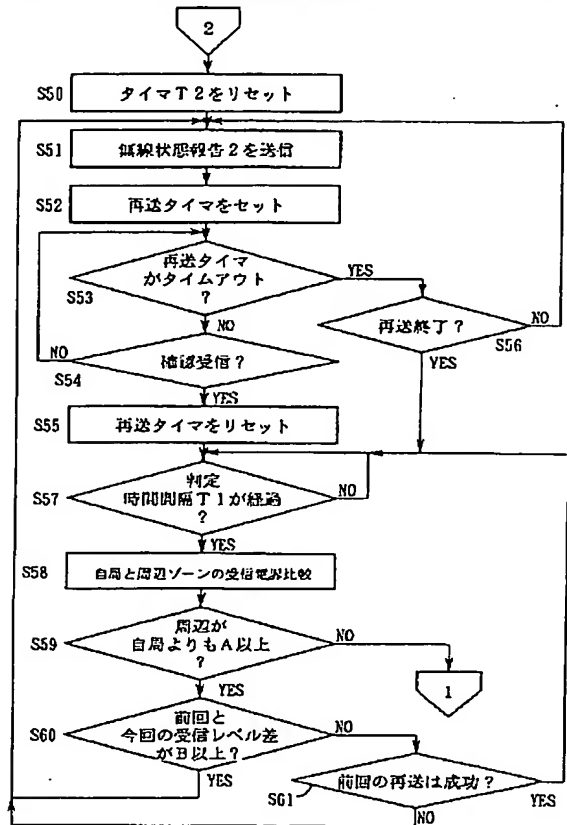 2
S50
タイマT2をリセット
S51
無線状態報告2を送信
S52
再送タイマをセット
再送タイマ
がタイムアウト
?
YES
S53
NO
再送終了?
NO
S56
YES
NO
確認受信?
S54
YES
S55
再送タイマをリセット
判定
時間間隔T1が経過
?
NO
S57
YES
S58
自局と周辺ゾーンの受信電界比較
周辺が
自局よりもA以上
?
NO
S59
YES
1
前回と
今回の受信レベル差
がB以上?
NO
S60
YES
前回の再送は成功?
S61
YES
NO